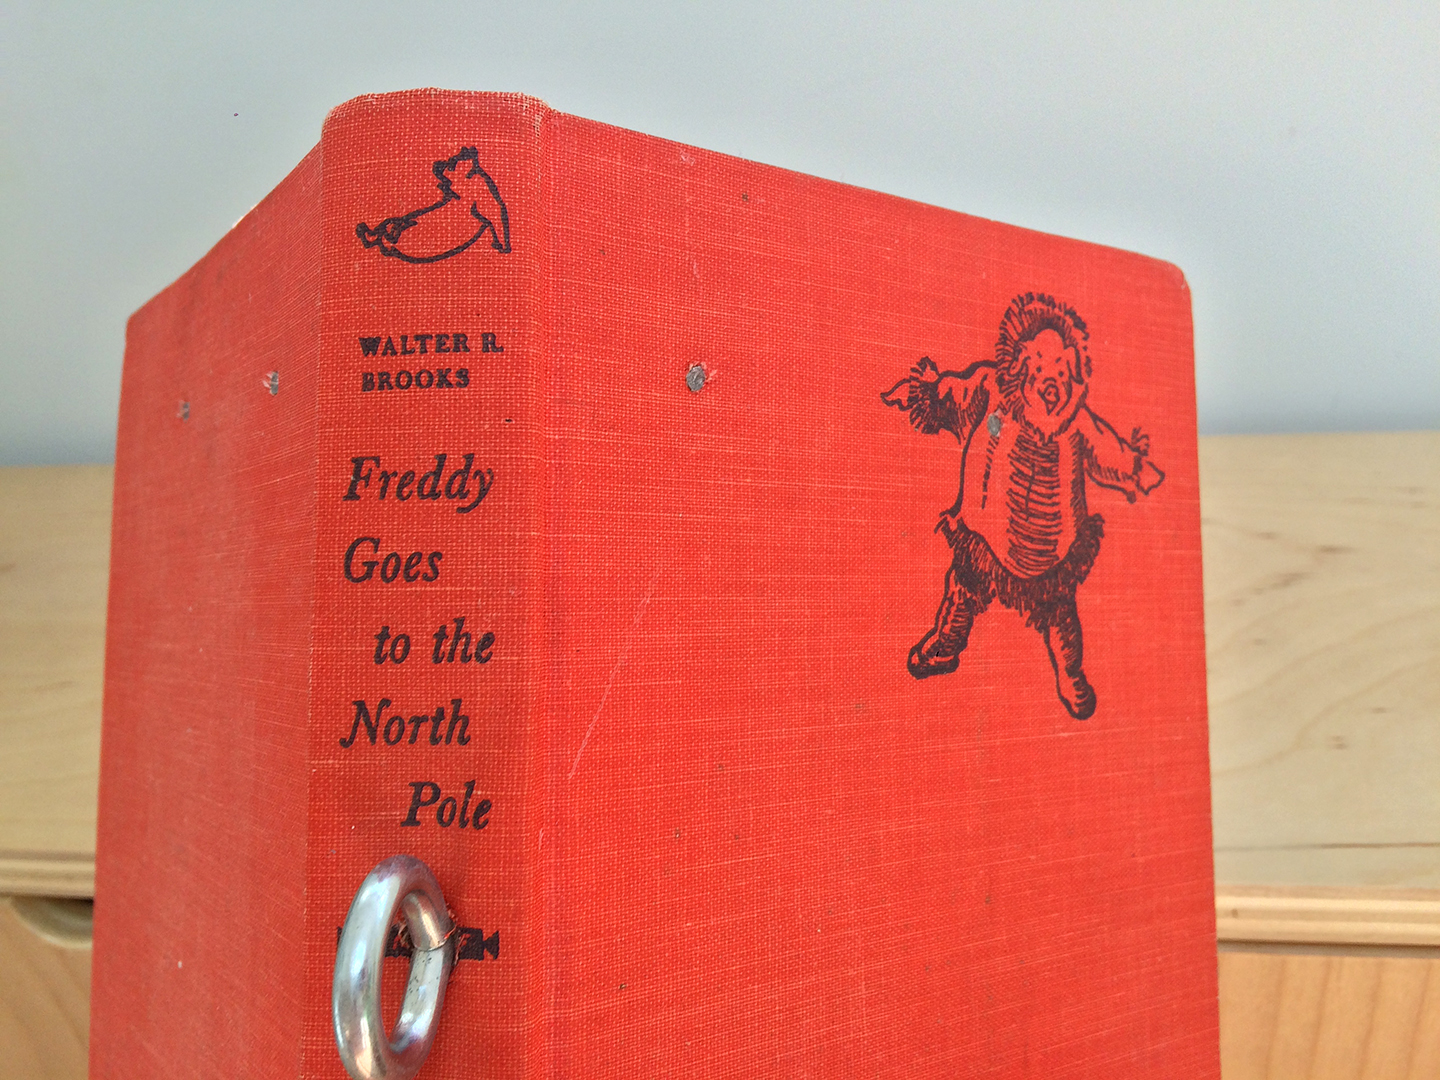 WALTER R.
BROOKS
Freddy
Goes
to the
North
Pole